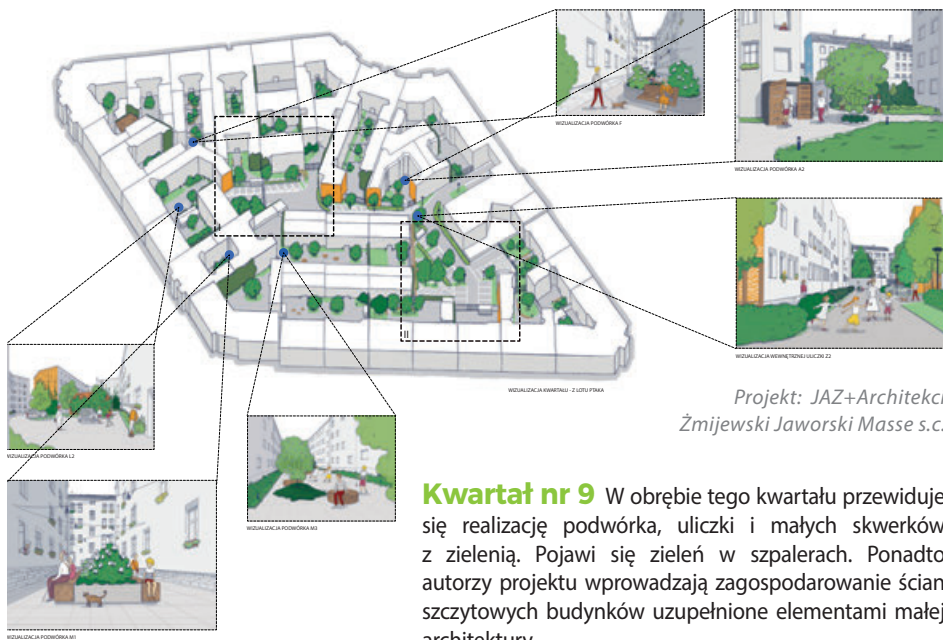 WIZUALIZACJA PODWÓRKA F
WIZUALIZACJA PODWÓRKA A2
WIZUALIZACJA WEWNĘTRZNEJ ULICZKI Z2
II
WIZUALIZACJA KWARTAŁU - Z LOTU PTAKA
WIZUALIZACJA PODWÓRKA L2
WIZUALIZACJA PODWÓRKA M3
WIZUALIZACJA PODWÓRKA M1
Projekt: JAZ+Architekci
Żmijewski Jaworski Masse s.c.
Kwartał nr 9 W obrębie tego kwartału przewiduje
się realizację podwórka, uliczki i małych skwerków
z zielenią. Pojawi się zieleń w szpalerach. Ponadto
autorzy projektu wprowadzają zagospodarowanie ścian
szczytowych budynków uzupełnione elementami małej
architektury.